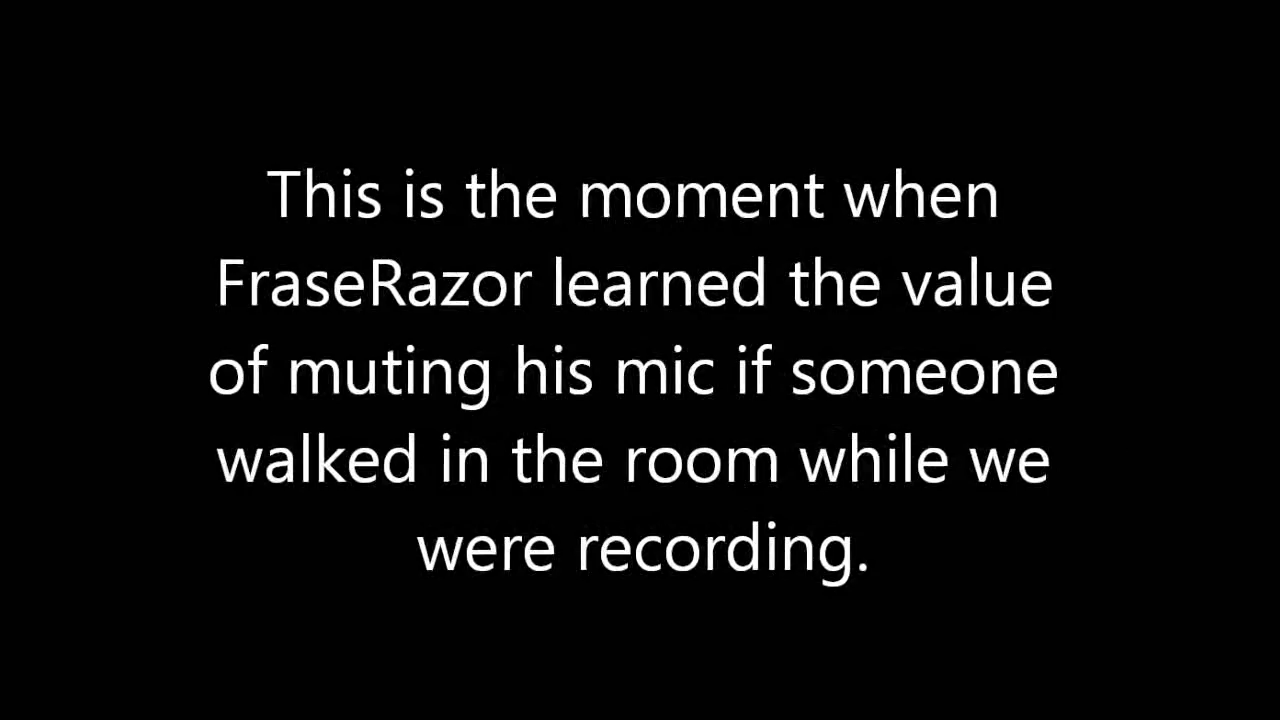 This is the moment when
FraseRazor learned the value
of muting his mic if someone
walked in the room while we
were recording.